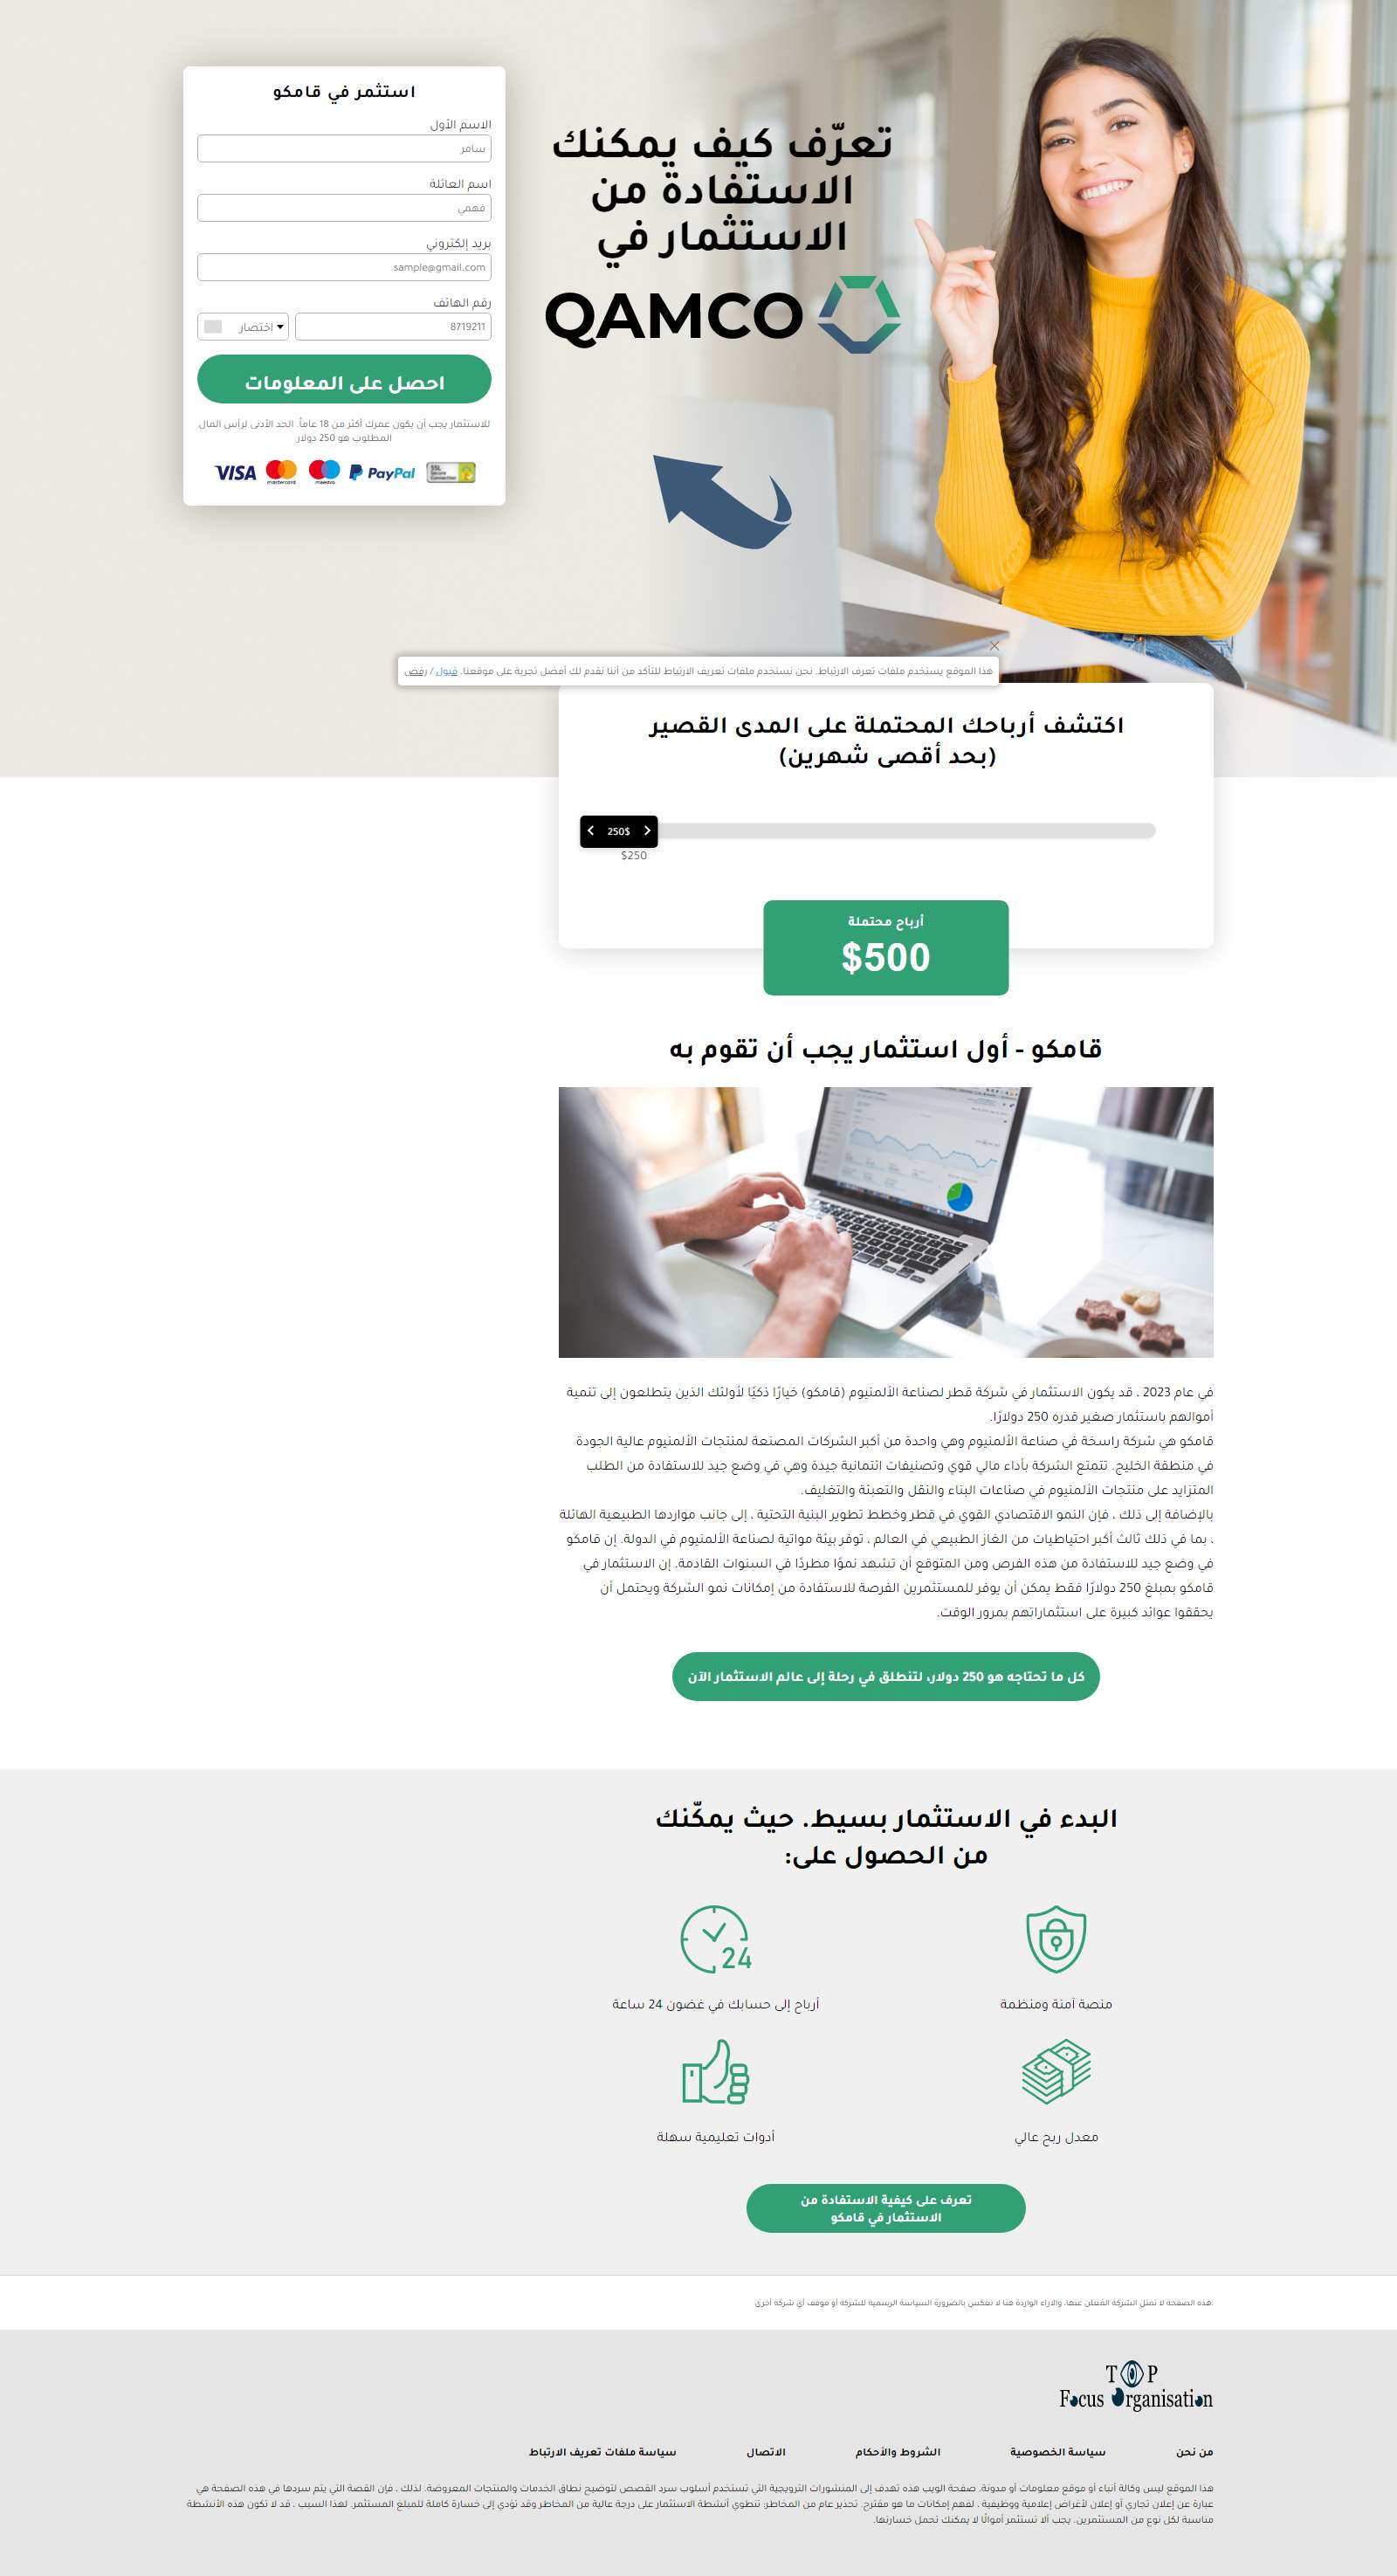 استثمر في قامكو
الاسم الأول
سامر
اسم العائلة
فهمي
بريد إلكتروني
sample@gmail.com
رقم الهاتف
8719211
اختصار
احصل على المعلومات
للاستثمار يجب أن يكون عمرك أكثر من 18 عاماً. الحد الأدنى لرأس المال
المطلوب هو 250 دولار
VISA mastercard maestro PayPal SSL Secure Connection
تعرّف كيف يمكنك
الاستفادة من
الاستثمار في
QAMCO
هذا الموقع يستخدم ملفات تعرف الارتباط. نحن نستخدم ملفات تعريف الارتباط للتأكد من أننا نقدم لك أفضل تجربة على موقعنا. قبول / رفض
اكتشف أرباحك المحتملة على المدى القصير
(بحد أقصى شهرين)
250$
$250
أرباح محتملة
$500
قامكو - أول استثمار يجب أن تقوم به
في عام 2023 ، قد يكون الاستثمار في شركة قطر لصناعة الألمنيوم (قامكو) خيارًا ذكيًا لأولئك الذين يتطلعون إلى تنمية
أموالهم باستثمار صغير قدره 250 دولارًا.
قامكو هي شركة راسخة في صناعة الألمنيوم وهي واحدة من أكبر الشركات المصنعة لمنتجات الألمنيوم عالية الجودة
في منطقة الخليج. تتمتع الشركة بأداء مالي قوي وتصنيفات ائتمانية جيدة وهي في وضع جيد للاستفادة من الطلب
المتزايد على منتجات الألمنيوم في صناعات البناء والنقل والتعبئة والتغليف.
بالإضافة إلى ذلك ، فإن النمو الاقتصادي القوي في قطر وخطط تطوير البنية التحتية ، إلى جانب مواردها الطبيعية الهائلة
، بما في ذلك ثالث أكبر احتياطيات من الغاز الطبيعي في العالم ، توفر بيئة مواتية لصناعة الألمنيوم في الدولة. إن قامكو
في وضع جيد للاستفادة من هذه الفرص ومن المتوقع أن تشهد نموًا مطردًا في السنوات القادمة. إن الاستثمار في
قامكو بمبلغ 250 دولارًا فقط يمكن أن يوفر للمستثمرين الفرصة للاستفادة من إمكانات نمو الشركة ويحتمل أن
يحققوا عوائد كبيرة على استثماراتهم بمرور الوقت.
كل ما تحتاجه هو 250 دولار، لتنطلق في رحلة إلى عالم الاستثمار الآن
البدء في الاستثمار بسيط. حيث يمكّنك
من الحصول على:
منصة آمنة ومنظمة
24
أرباح إلى حسابك في غضون 24 ساعة
معدل ربح عالي
أدوات تعليمية سهلة
تعرف على كيفية الاستفادة من
الاستثمار في قامكو
هذه الصفحة لا تمثل الشركة المُعلن عنها، والآراء الواردة هنا لا تعكس بالضرورة السياسة الرسمية للشركة أو موقف أي شركة أخرى.
TOP
Focus Organisation
من نحن
سياسة الخصوصية
الشروط والأحكام
الاتصال
سياسة ملفات تعريف الارتباط
هذا الموقع ليس وكالة أنباء أو موقع معلومات أو مدونة. صفحة الويب هذه تهدف إلى المنشورات الترويجية التي تستخدم أسلوب سرد القصص لتوضيح نطاق الخدمات والمنتجات المعروضة. لذلك ، فإن القصة التي يتم سردها في هذه الصفحة هي
عبارة عن إعلان تجاري أو إعلان لأغراض إعلامية ووظيفية ، لفهم إمكانات ما هو مقترح. تحذير عام من المخاطر: تنطوي أنشطة الاستثمار على درجة عالية من المخاطر وقد تؤدي إلى خسارة كاملة للمبلغ المستثمر. لهذا السبب ، قد لا تكون هذه الأنشطة
مناسبة لكل نوع من المستثمرين. يجب ألا تستثمر أموالًا لا يمكنك تحمل خسارتها.